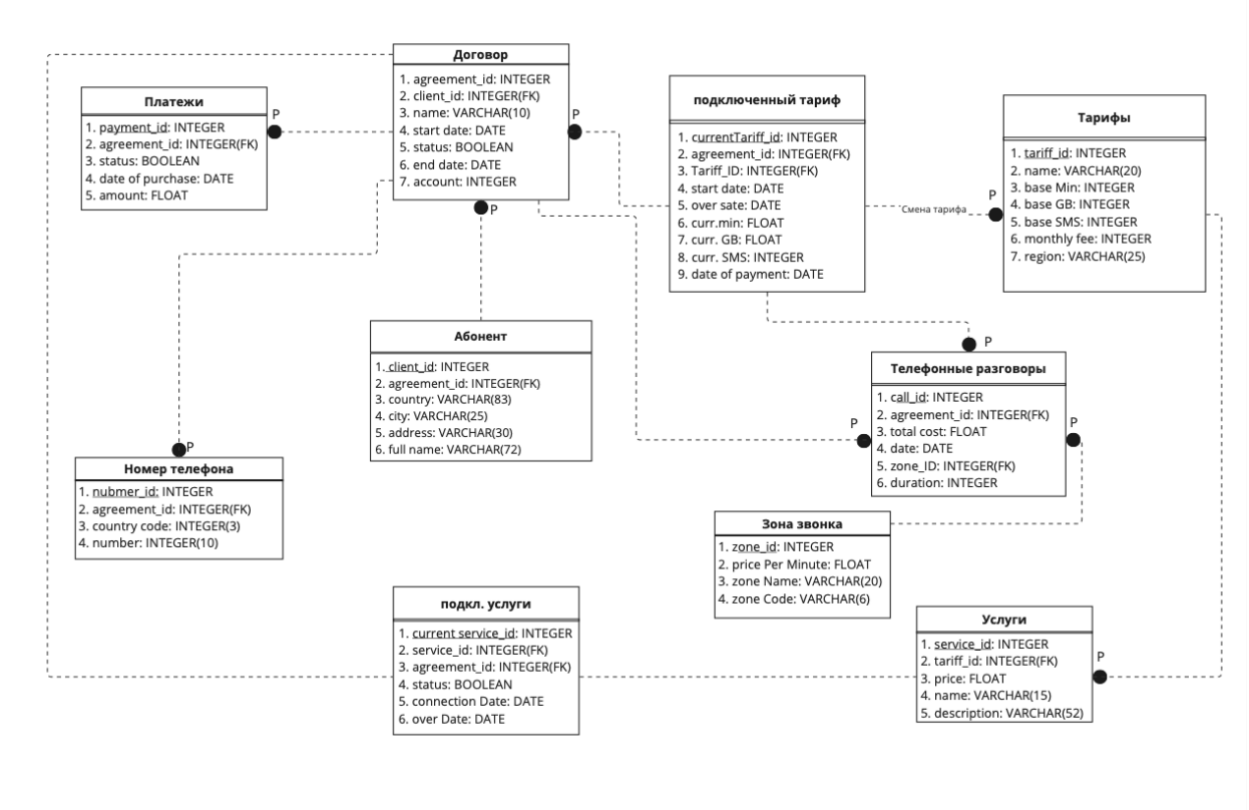 Договор
1. agreement_id: INTEGER
2. client_id: INTEGER(FK)
3. name: VARCHAR(10)
4. start date: DATE
5. status: BOOLEAN
6. end date: DATE
7. account: INTEGER
Платежи
1. payment_id: INTEGER
2. agreement_id: INTEGER(FK)
3. status: BOOLEAN
4. date of purchase: DATE
5. amount: FLOAT
P
P
P
подключенный тариф
1. currentTariff_id: INTEGER
2. agreement_id: INTEGER(FK)
3. Tariff_ID: INTEGER(FK)
4. start date: DATE
5. over sate: DATE
6. curr.min: FLOAT
7. curr. GB: FLOAT
8. curr. SMS: INTEGER
9. date of payment: DATE
Смена тарифа
P
Тарифы
1. tariff_id: INTEGER
2. name: VARCHAR(20)
3. base Min: INTEGER
4. base GB: INTEGER
5. base SMS: INTEGER
6. monthly fee: INTEGER
7. region: VARCHAR(25)
Абонент
1. client_id: INTEGER
2. agreement_id: INTEGER(FK)
3. country: VARCHAR(83)
4. city: VARCHAR(25)
5. address: VARCHAR(30)
6. full name: VARCHAR(72)
P
Телефонные разговоры
1. call_id: INTEGER
2. agreement_id: INTEGER(FK)
3. total cost: FLOAT
4. date: DATE
5. zone_ID: INTEGER(FK)
6. duration: INTEGER
P
P
P
Номер телефона
1. nubmer_id: INTEGER
2. agreement_id: INTEGER(FK)
3. country code: INTEGER(3)
4. number: INTEGER(10)
Зона звонка
1. zone_id: INTEGER
2. price Per Minute: FLOAT
3. zone Name: VARCHAR(20)
4. zone Code: VARCHAR(6)
подкл. услуги
1. current service_id: INTEGER
2. service_id: INTEGER(FK)
3. agreement_id: INTEGER(FK)
4. status: BOOLEAN
5. connection Date: DATE
6. over Date: DATE
Услуги
1. service_id: INTEGER
2. tariff_id: INTEGER(FK)
3. price: FLOAT
4. name: VARCHAR(15)
5. description: VARCHAR(52)
P